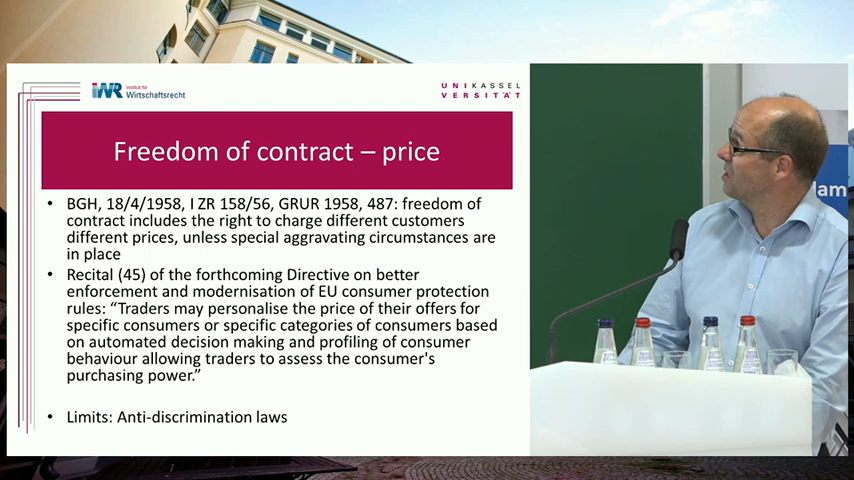 iWR Institut für
Wirtschaftsrecht
UNIKASSEL
VERSITÄT
Freedom of contract – price
• BGH, 18/4/1958, I ZR 158/56, GRUR 1958, 487: freedom of
contract includes the right to charge different customers
different prices, unless special aggravating circumstances are
in place
• Recital (45) of the forthcoming Directive on better
enforcement and modernisation of EU consumer protection
rules: “Traders may personalise the price of their offers for
specific consumers or specific categories of consumers based
on automated decision making and profiling of consumer
behaviour allowing traders to assess the consumer's
purchasing power.”
• Limits: Anti-discrimination laws